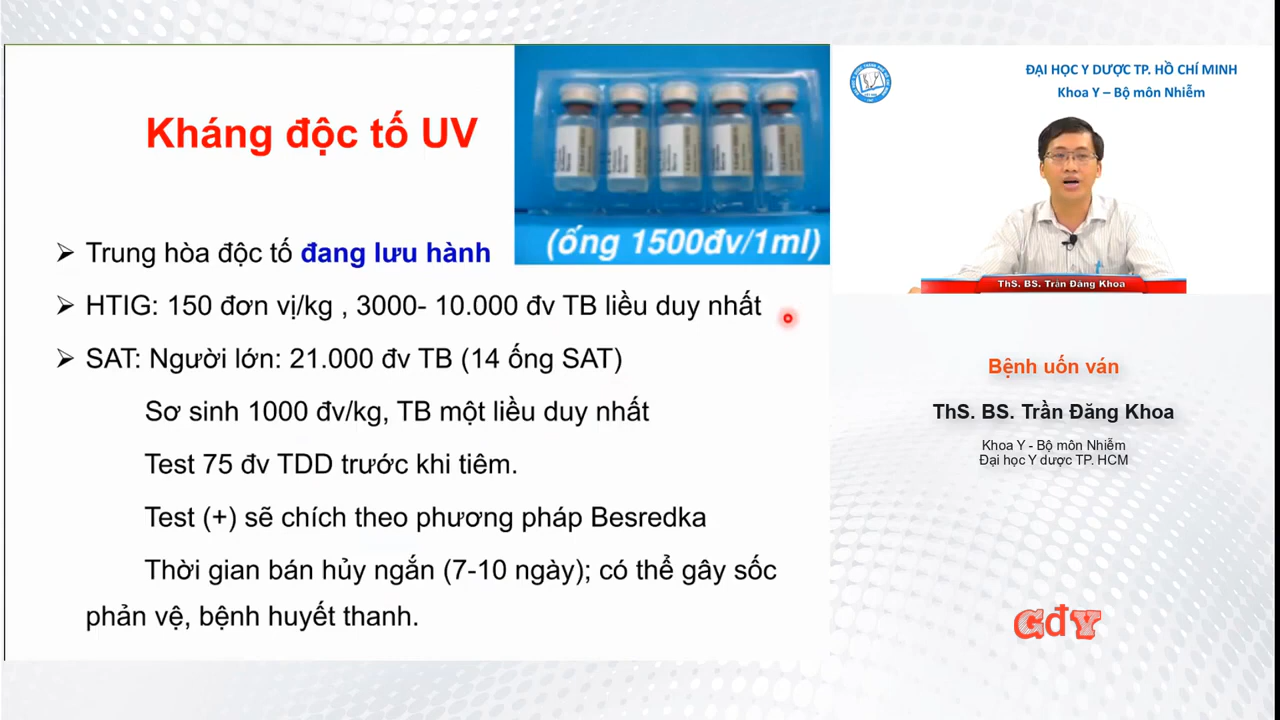 Kháng độc tố UV
(ống 1500đv/1ml)
➢ Trung hòa độc tố đang lưu hành
➢ HTIG: 150 đơn vị/kg , 3000- 10.000 đv TB liều duy nhất
➢ SAT: Người lớn: 21.000 đv TB (14 ống SAT)
Sơ sinh 1000 đv/kg, TB một liều duy nhất
Test 75 đv TDD trước khi tiêm.
Test (+) sẽ chích theo phương pháp Besredka
Thời gian bán hủy ngắn (7-10 ngày); có thể gây sốc
phản vệ, bệnh huyết thanh.
ĐẠI HỌC Y DƯỢC TP. HỒ CHÍ MINH
Khoa Y – Bộ môn Nhiễm
ThS. BS. Trần Đăng Khoa
Bệnh uốn ván
ThS. BS. Trần Đăng Khoa
Khoa Y - Bộ môn Nhiễm
Đại học Y dược TP. HCM
GđY